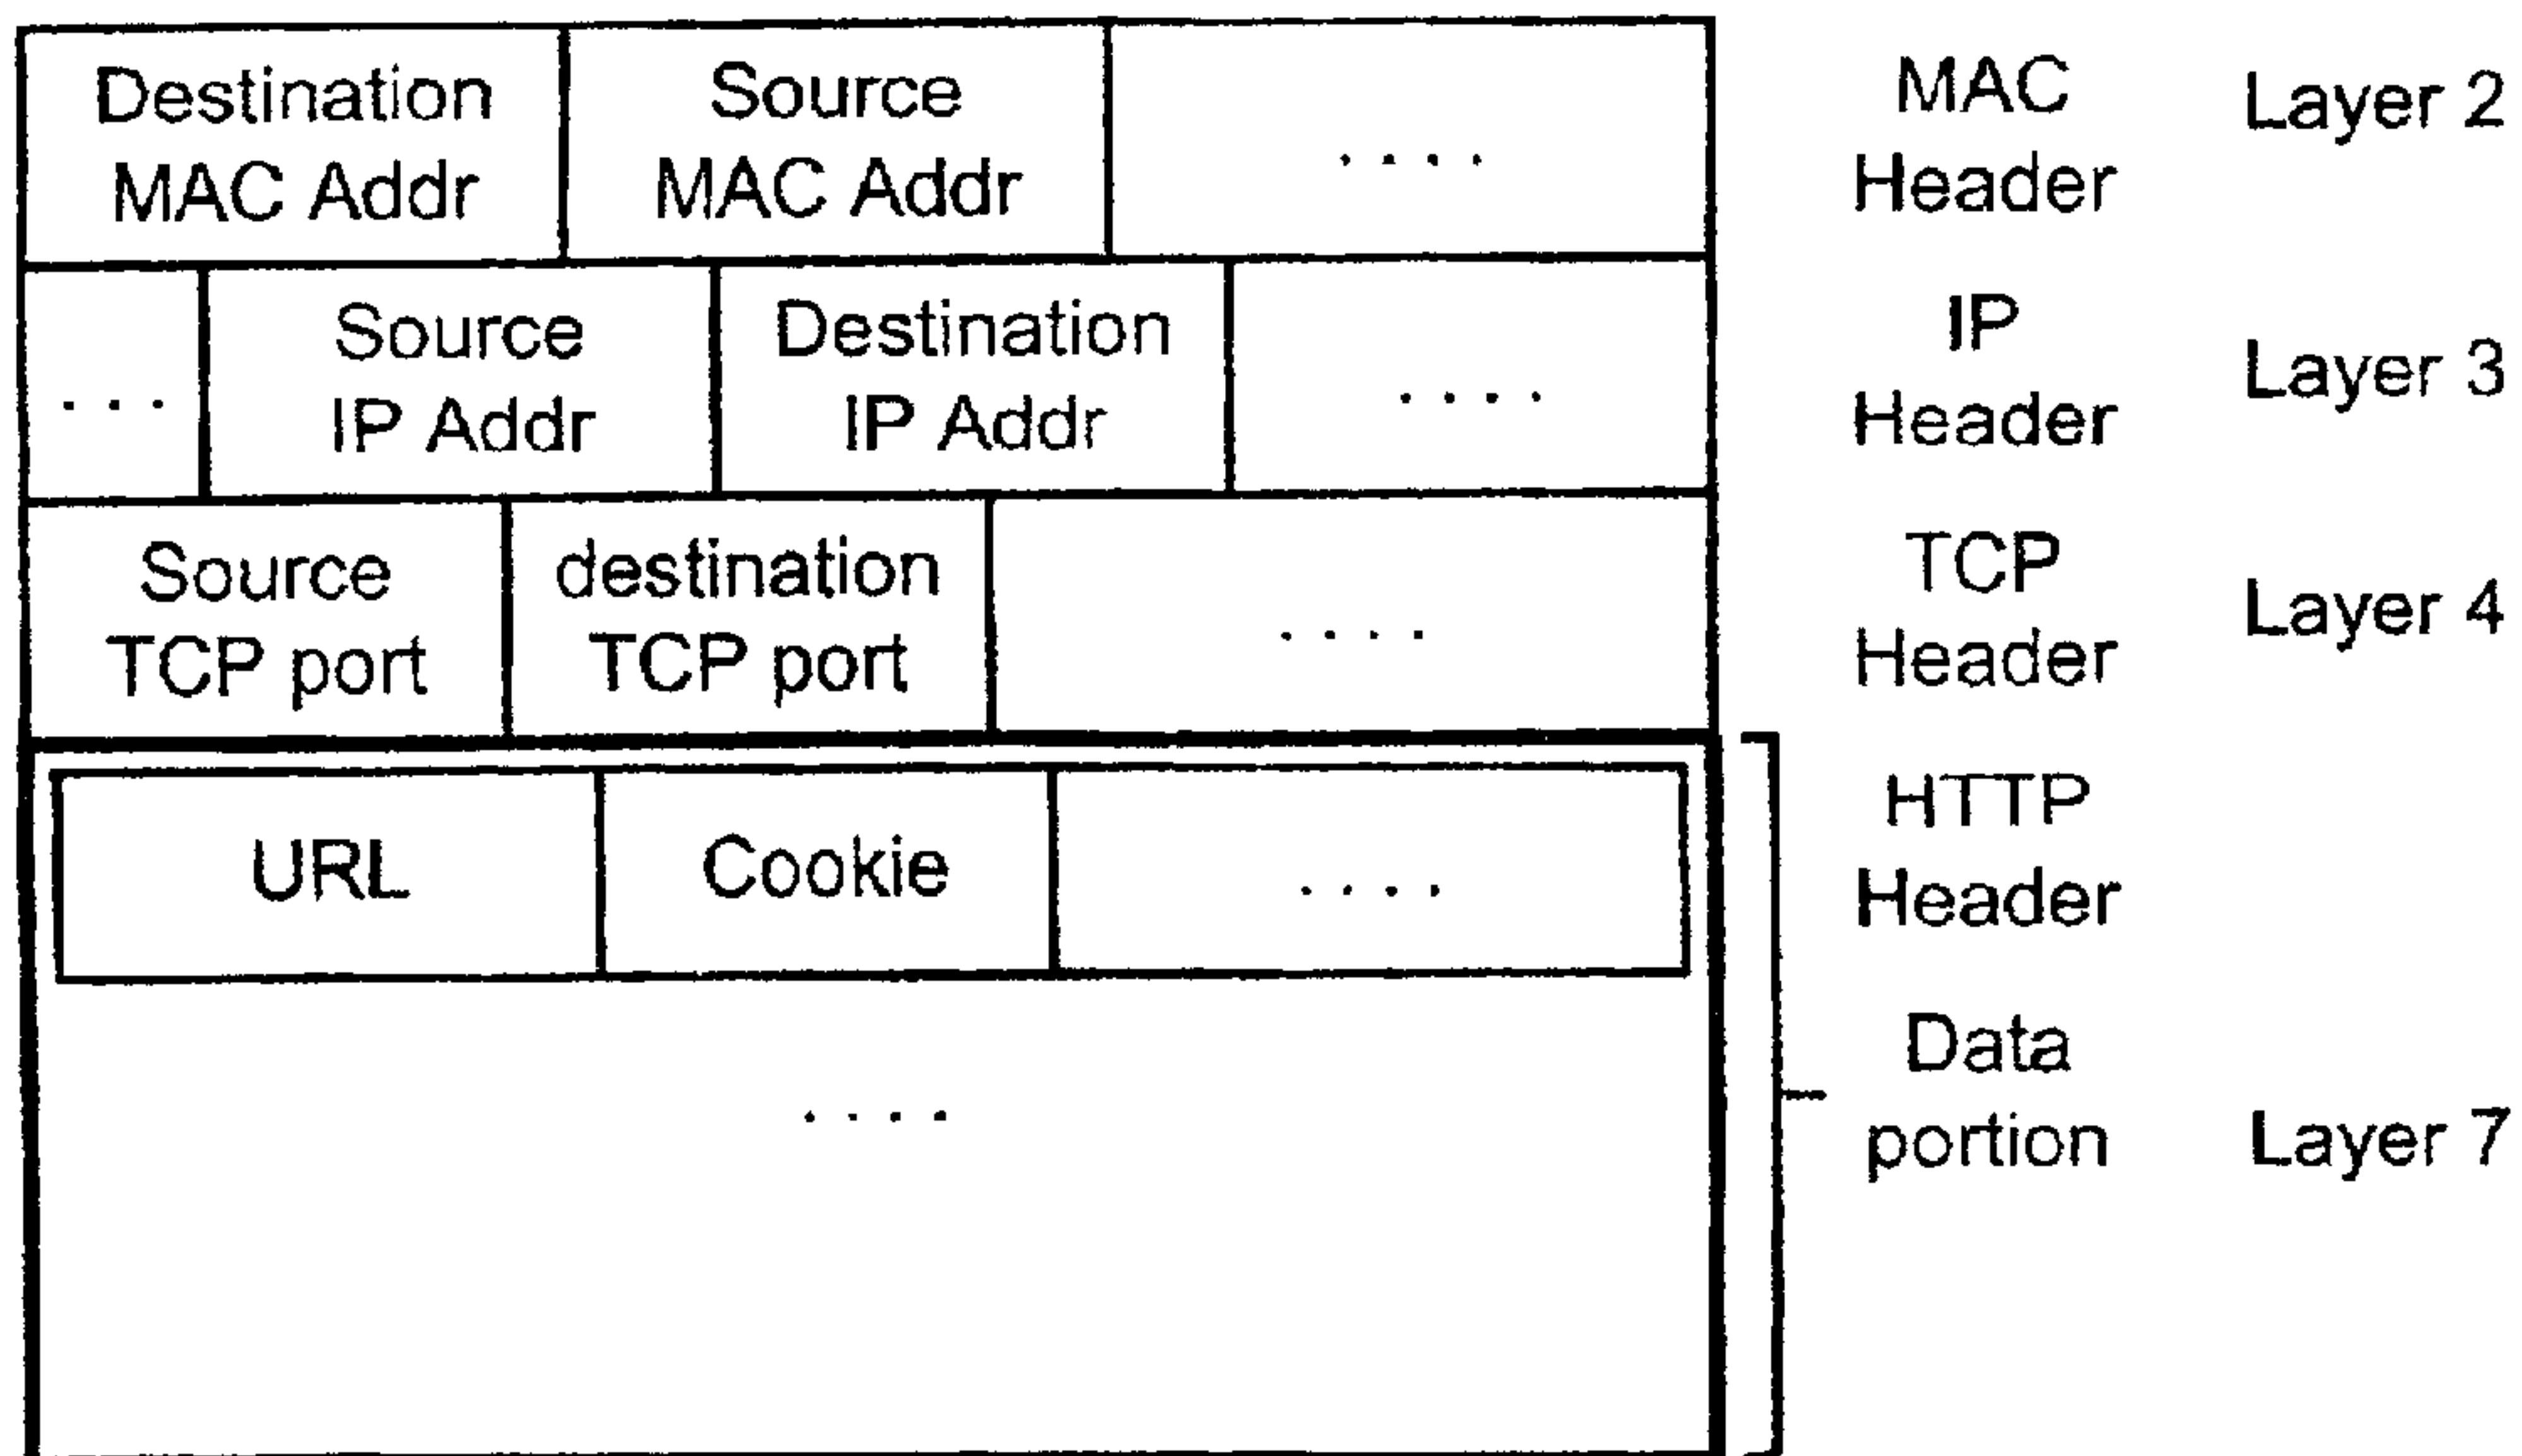 Destination
MAC Addr
Source
MAC Addr
. . . .
MAC
Header
Layer 2
. . .
Source
IP Addr
Destination
IP Addr
. . . .
IP
Header
Layer 3
Source
TCP port
destination
TCP port
. . . .
TCP
Header
Layer 4
URL
Cookie
. . . .
HTTP
Header
. . . .
Data
portion
Layer 7